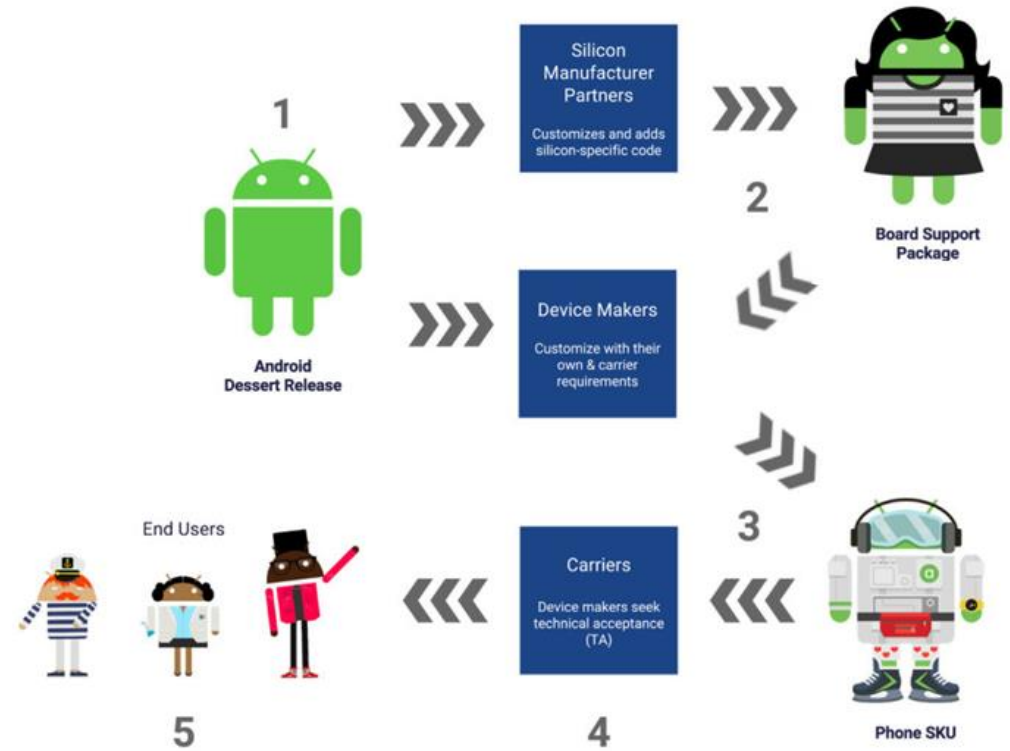 1
Silicon
Manufacturer
Partners
Customizes and adds
silicon-specific code
2
Board Support
Package
Android
Dessert Release
Device Makers
Customize with their
own & carrier
requirements
3
Phone SKU
Carriers
Device makers seek
technical acceptance
(TA)
4
End Users
5